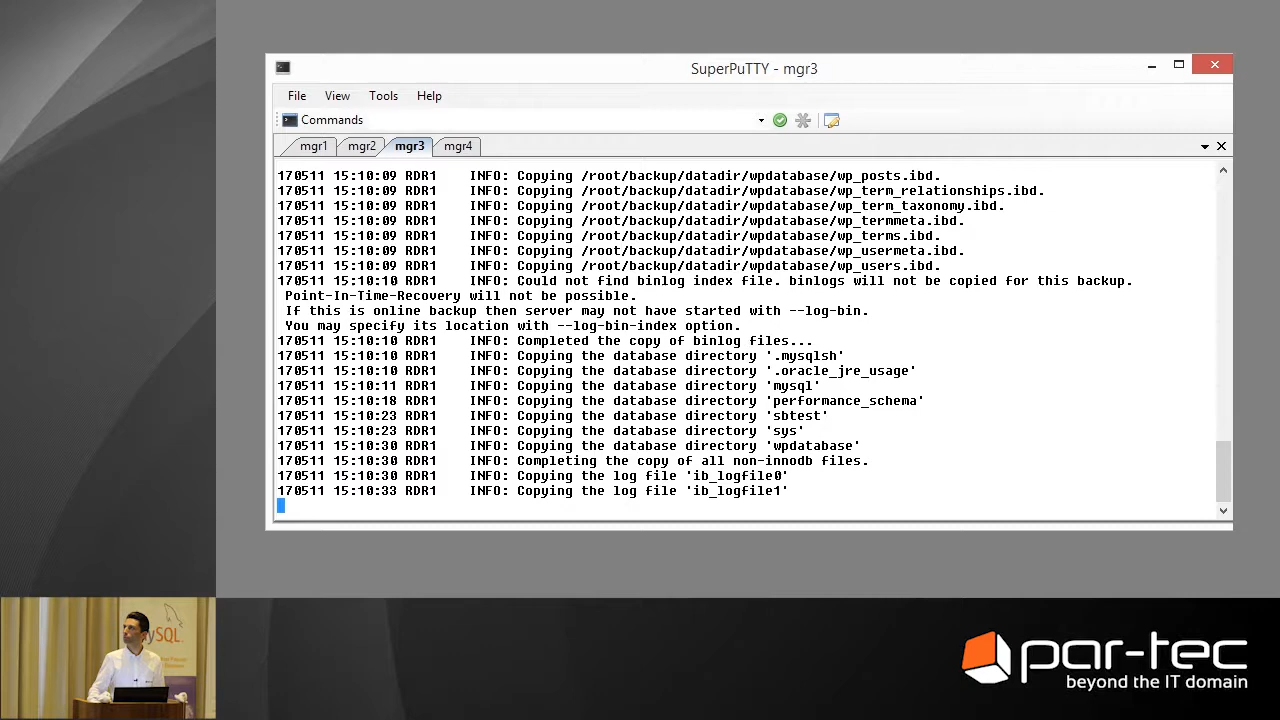 SuperPuTTY - mgr3
File View Tools Help
Commands
mgr1 mgr2 mgr3 mgr4
170511 15:10:09 RDR1 INFO: Copying /root/backup/datadir/wpdatabase/wp_posts.ibd.
170511 15:10:09 RDR1 INFO: Copying /root/backup/datadir/wpdatabase/wp_term_relationships.ibd.
170511 15:10:09 RDR1 INFO: Copying /root/backup/datadir/wpdatabase/wp_term_taxonomy.ibd.
170511 15:10:09 RDR1 INFO: Copying /root/backup/datadir/wpdatabase/wp_termmeta.ibd.
170511 15:10:09 RDR1 INFO: Copying /root/backup/datadir/wpdatabase/wp_terms.ibd.
170511 15:10:09 RDR1 INFO: Copying /root/backup/datadir/wpdatabase/wp_usermeta.ibd.
170511 15:10:09 RDR1 INFO: Copying /root/backup/datadir/wpdatabase/wp_users.ibd.
170511 15:10:10 RDR1 INFO: Could not find binlog index file. binlogs will not be copied for this backup.
Point-In-Time-Recovery will not be possible.
If this is online backup then server may not have started with --log-bin.
You may specify its location with --log-bin-index option.
170511 15:10:10 RDR1 INFO: Completed the copy of binlog files...
170511 15:10:10 RDR1 INFO: Copying the database directory '.mysqlsh'
170511 15:10:10 RDR1 INFO: Copying the database directory '.oracle_jre_usage'
170511 15:10:11 RDR1 INFO: Copying the database directory 'mysql'
170511 15:10:18 RDR1 INFO: Copying the database directory 'performance_schema'
170511 15:10:23 RDR1 INFO: Copying the database directory 'sbtest'
170511 15:10:23 RDR1 INFO: Copying the database directory 'sys'
170511 15:10:30 RDR1 INFO: Copying the database directory 'wpdatabase'
170511 15:10:30 RDR1 INFO: Completing the copy of all non-innodb files.
170511 15:10:30 RDR1 INFO: Copying the log file 'ib_logfile0'
170511 15:10:33 RDR1 INFO: Copying the log file 'ib_logfile1'
par-tec
beyond the IT domain